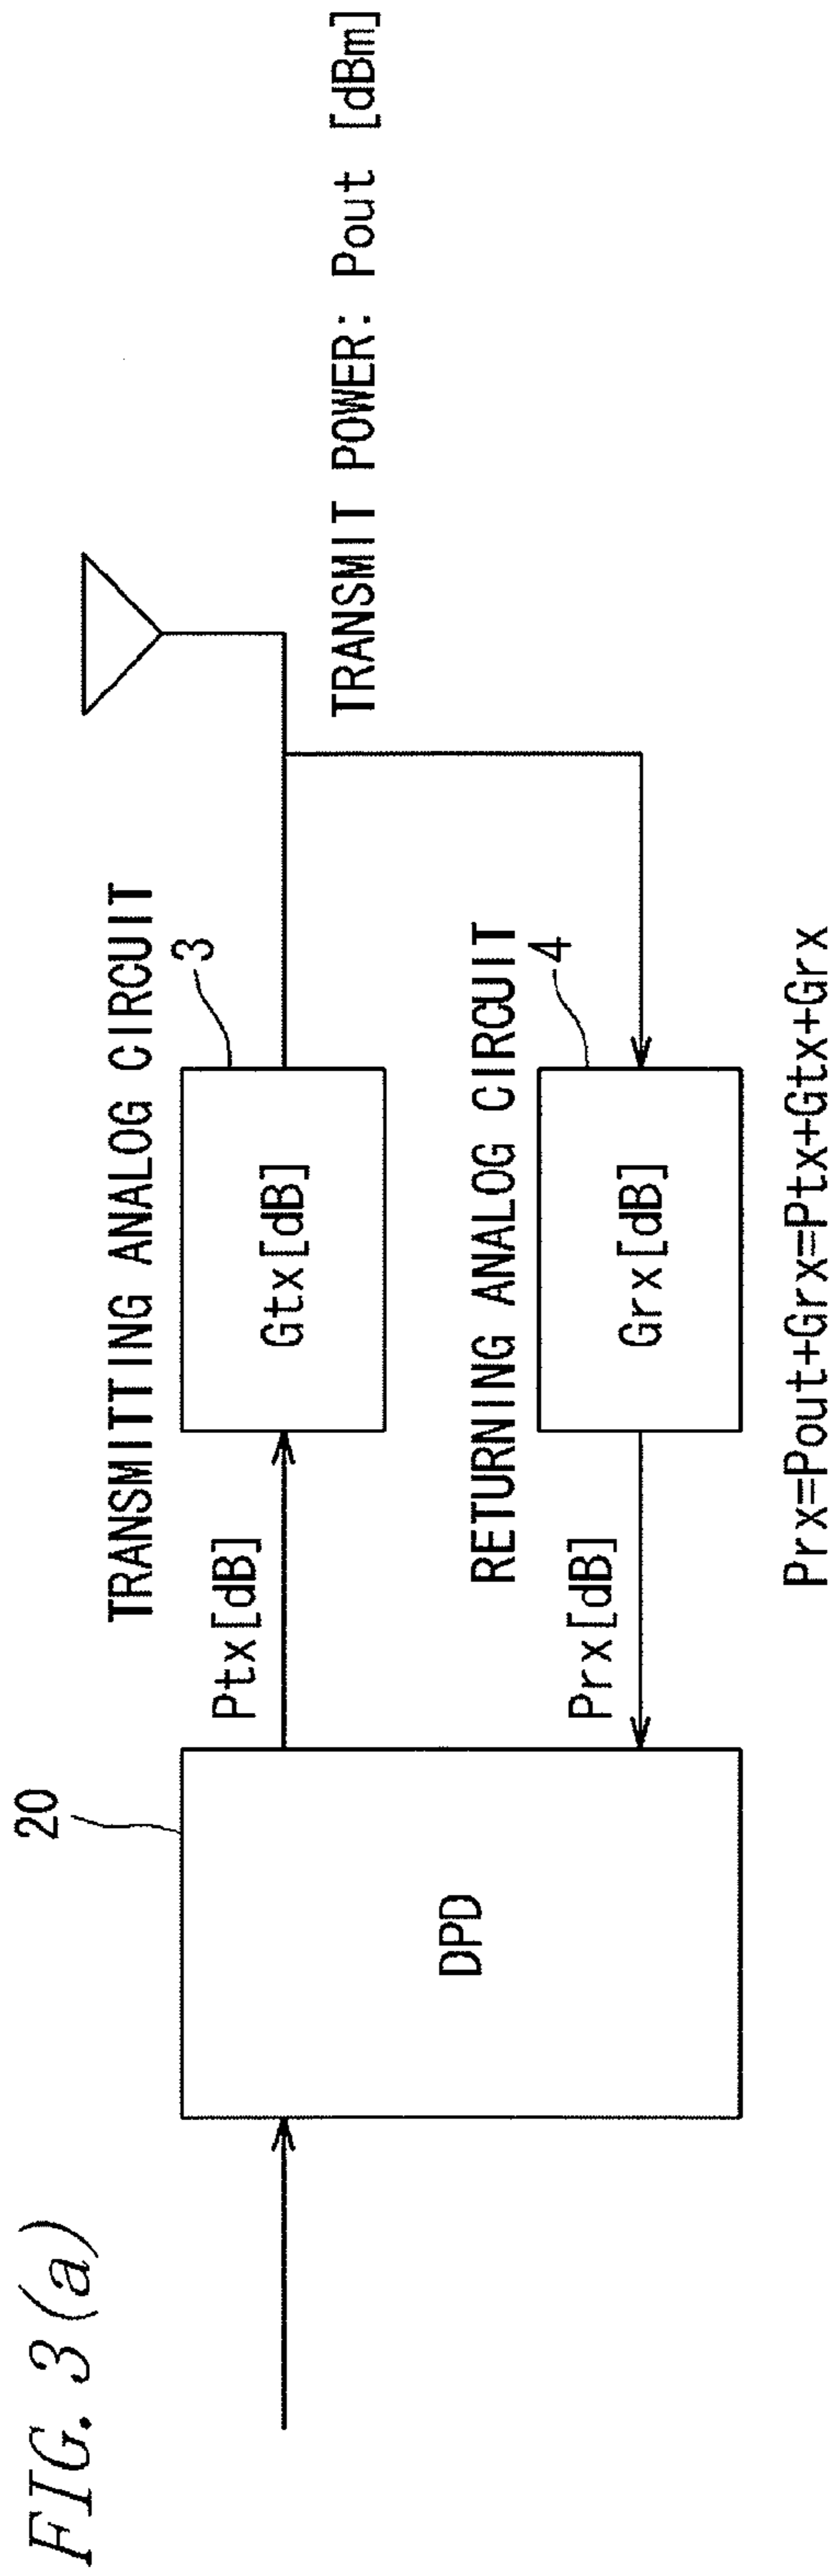 FIG. 3(a)
20
DPD
Ptx[dB]
Prx[dB]
TRANSMITTING ANALOG CIRCUIT
3
Gtx[dB]
RETURNING ANALOG CIRCUIT
4
Grx[dB]
TRANSMIT POWER: Pout [dBm]
Prx=Pout+Grx=Ptx+Gtx+Grx